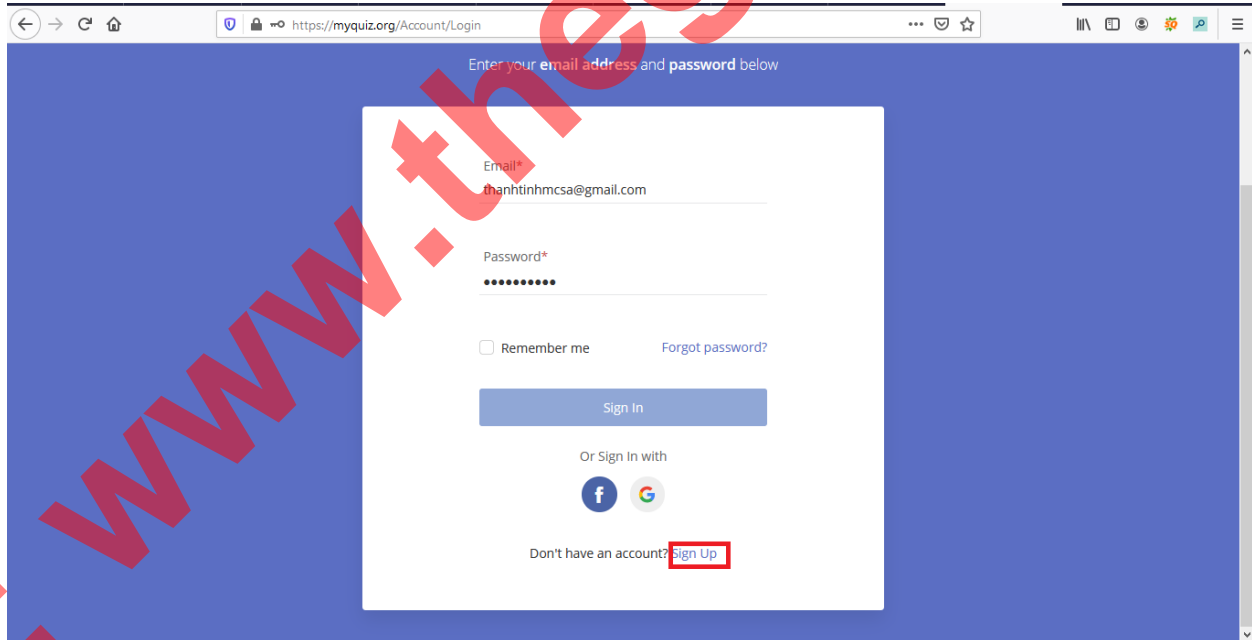 https://myquiz.org/Account/Login
Enter your email address and password below
Email*
thanhtinhmcsa@gmail.com
Password*
••••••••••
Remember me
Forgot password?
Sign In
Or Sign In with
f G
Don't have an account? Sign Up
www.thes